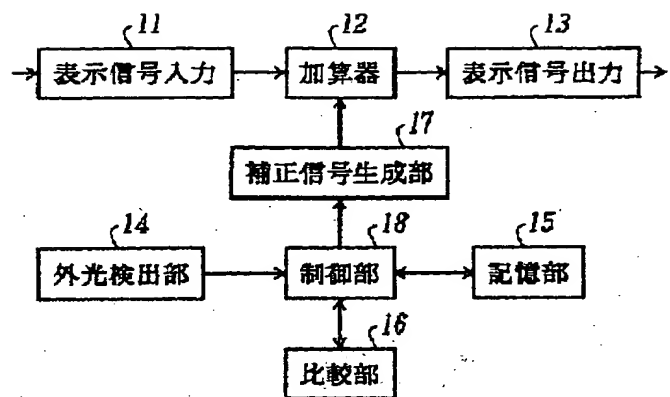 11 12 13
表示信号入力 加算器 表示信号出力
17
補正信号生成部
14 18 15
外光検出部 制御部 記憶部
16
比較部